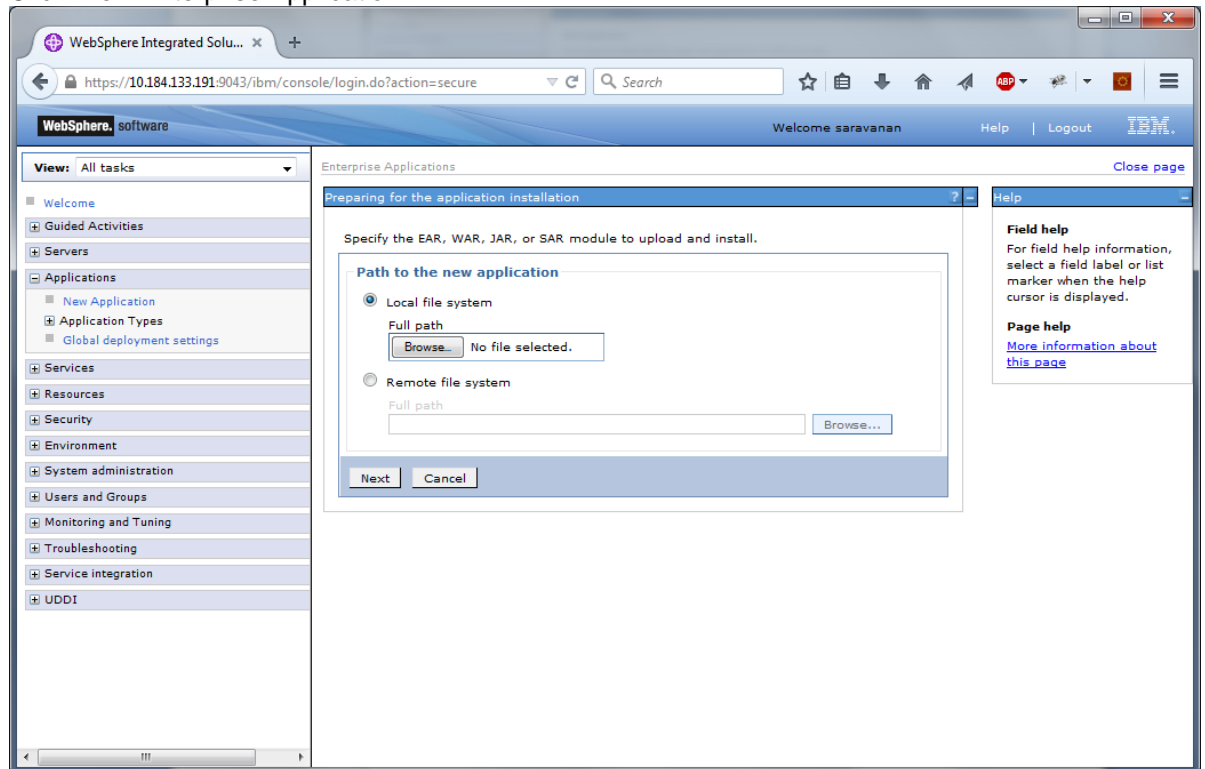 WebSphere Integrated Solu... × +
https://10.184.133.191:9043/ibm/console/login.do?action=secure Search ABP
WebSphere. software Welcome saravanan Help | Logout IBM.
View: All tasks
Welcome
Guided Activities
Servers
Applications
New Application
Application Types
Global deployment settings
Services
Resources
Security
Environment
System administration
Users and Groups
Monitoring and Tuning
Troubleshooting
Service integration
UDDI
Enterprise Applications Close page
Preparing for the application installation ? -
Specify the EAR, WAR, JAR, or SAR module to upload and install.
Path to the new application
Local file system
Full path
Browse... No file selected.
Remote file system
Full path
Browse...
Next Cancel
Help -
Field help
For field help information,
select a field label or list
marker when the help
cursor is displayed.
Page help
More information about
this page